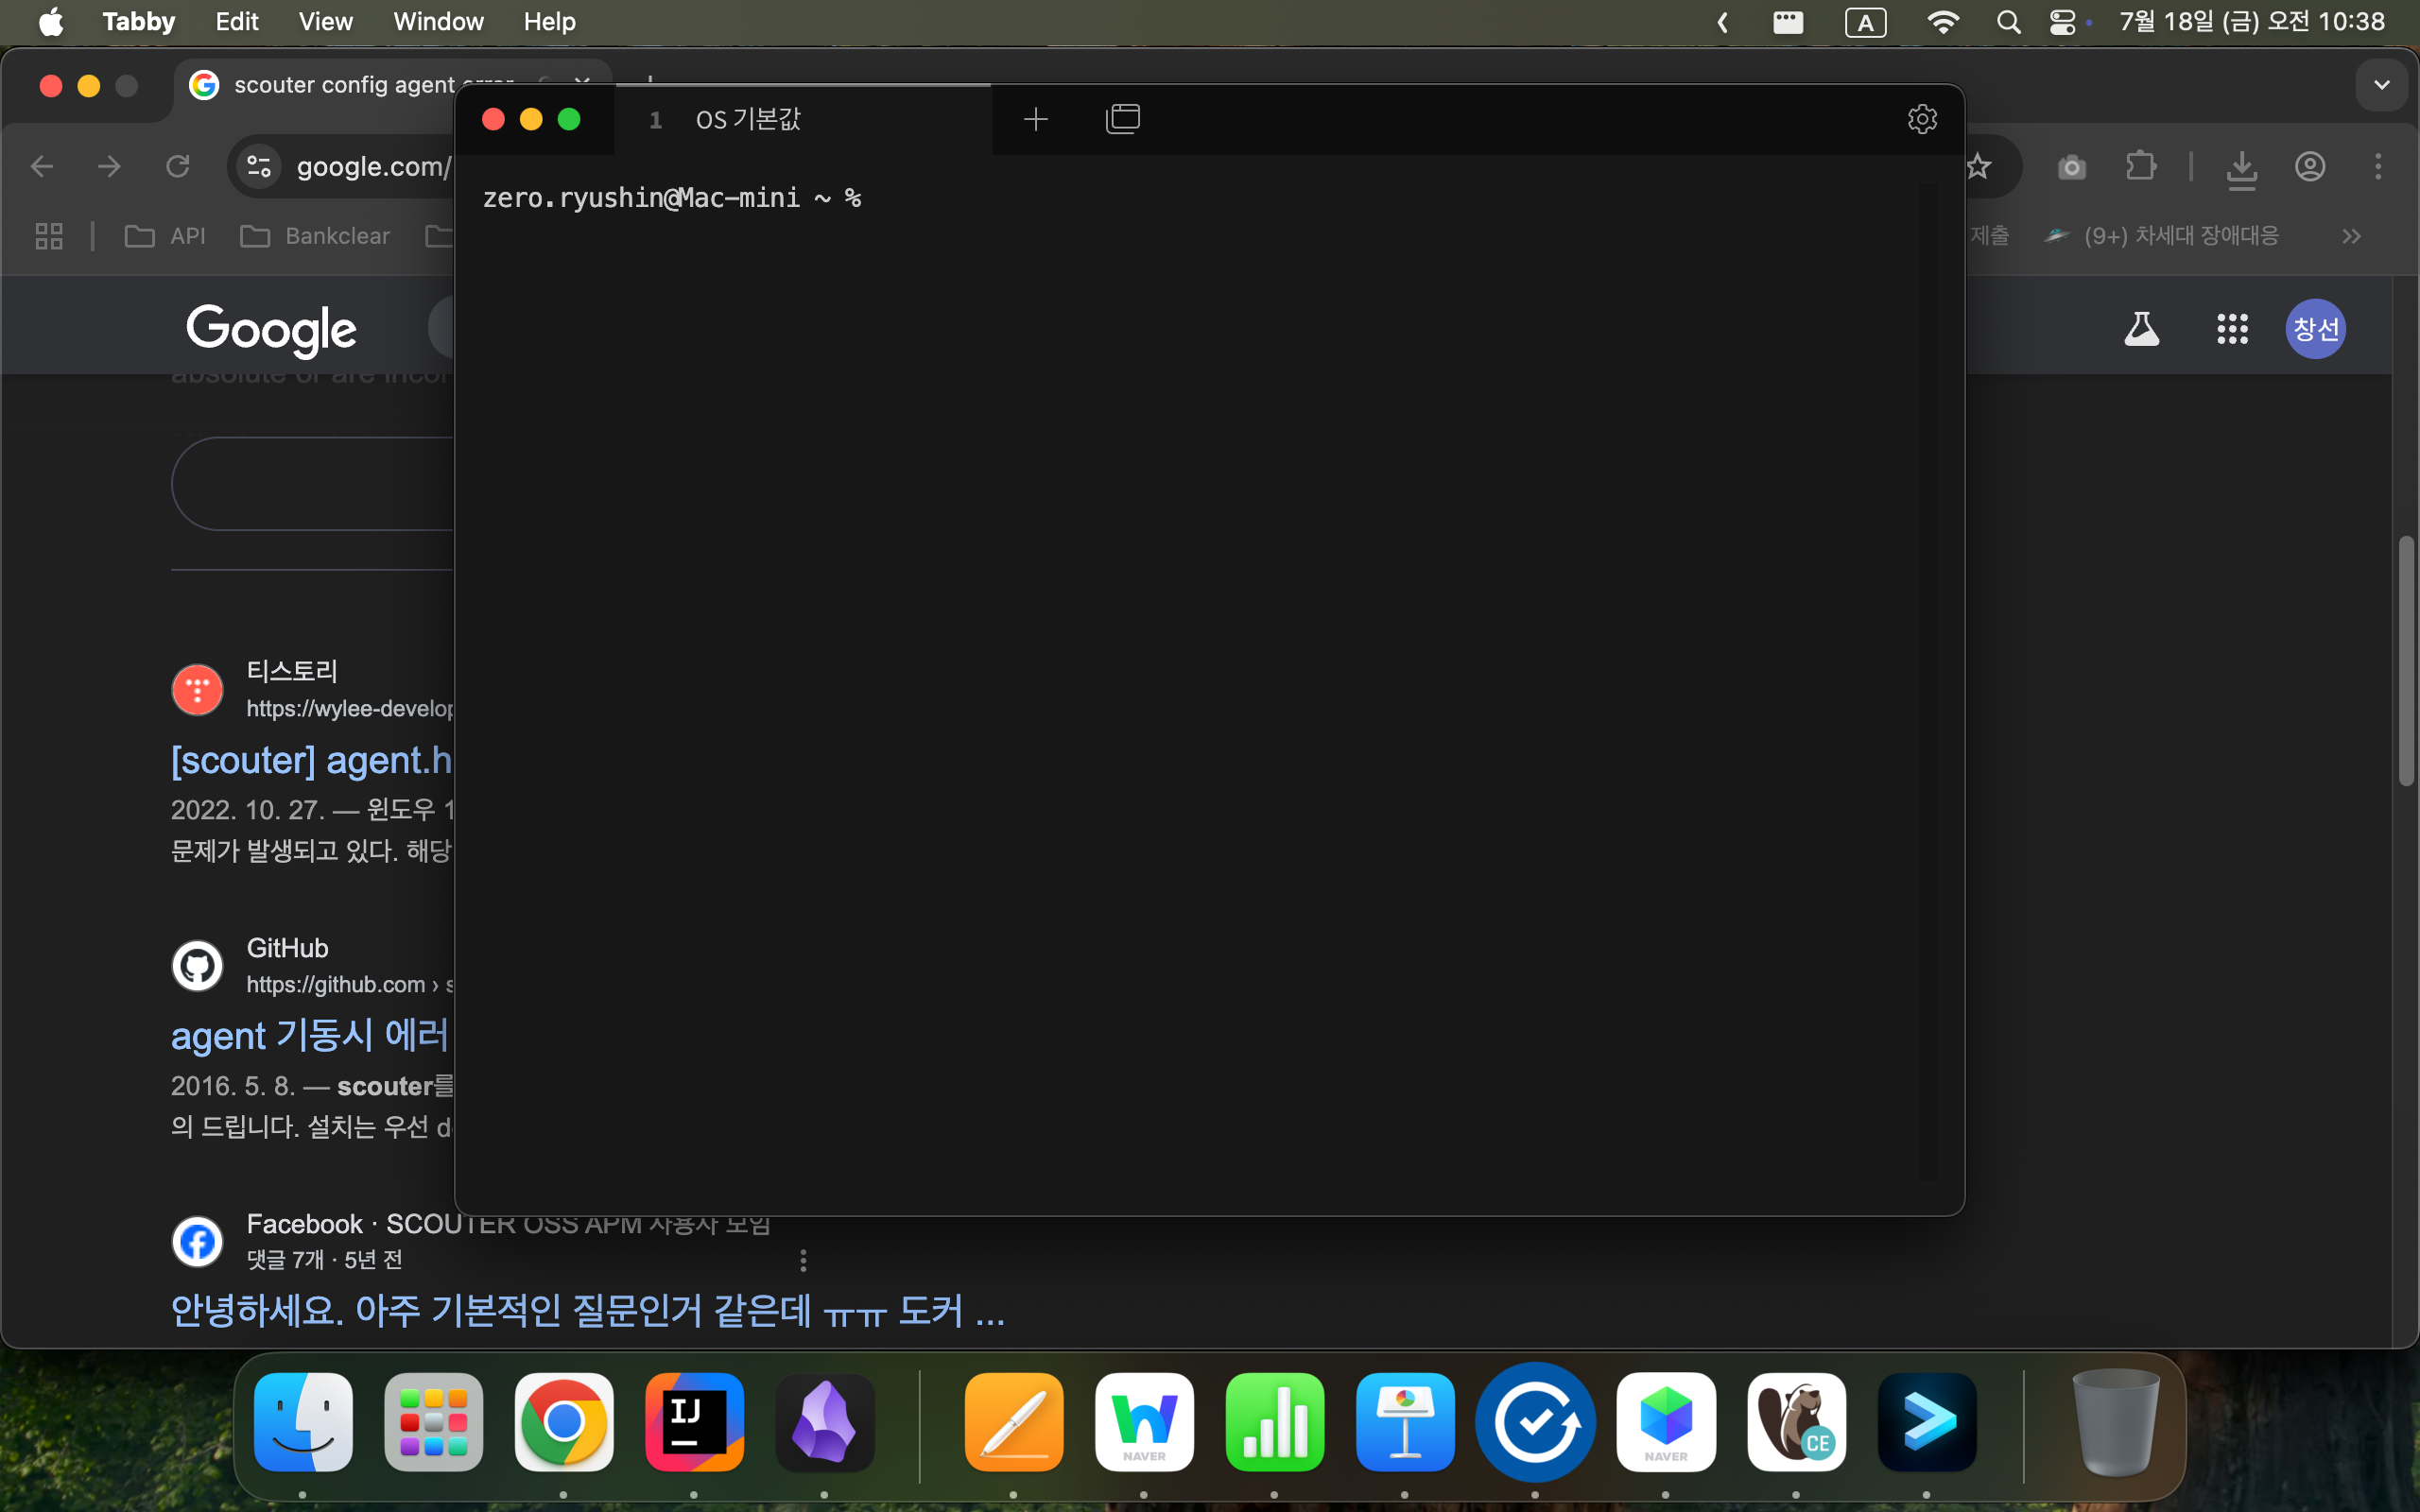 Tabby Edit View Window Help A 7월 18일 (금) 오전 10:38
scouter config agent error
1 OS 기본값
google.com/
zero.ryushin@Mac-mini ~ %
API Bankclear 제출 (9+) 차세대 장애대응
Google 창선
absolute or are
티스토리
https://wylee-develop
[scouter] agent.h
2022. 10. 27. — 윈도우 1
문제가 발생되고 있다. 해당
GitHub
https://github.com › s
agent 기동시 에러
2016. 5. 8. — scouter를
의 드립니다. 설치는 우선 d
Facebook · SCOUTER OSS APM 사용자 모임
댓글 7개 · 5년 전
안녕하세요. 아주 기본적인 질문인거 같은데 ㅠㅠ 도커 ...
IJ NAVER NAVER CE